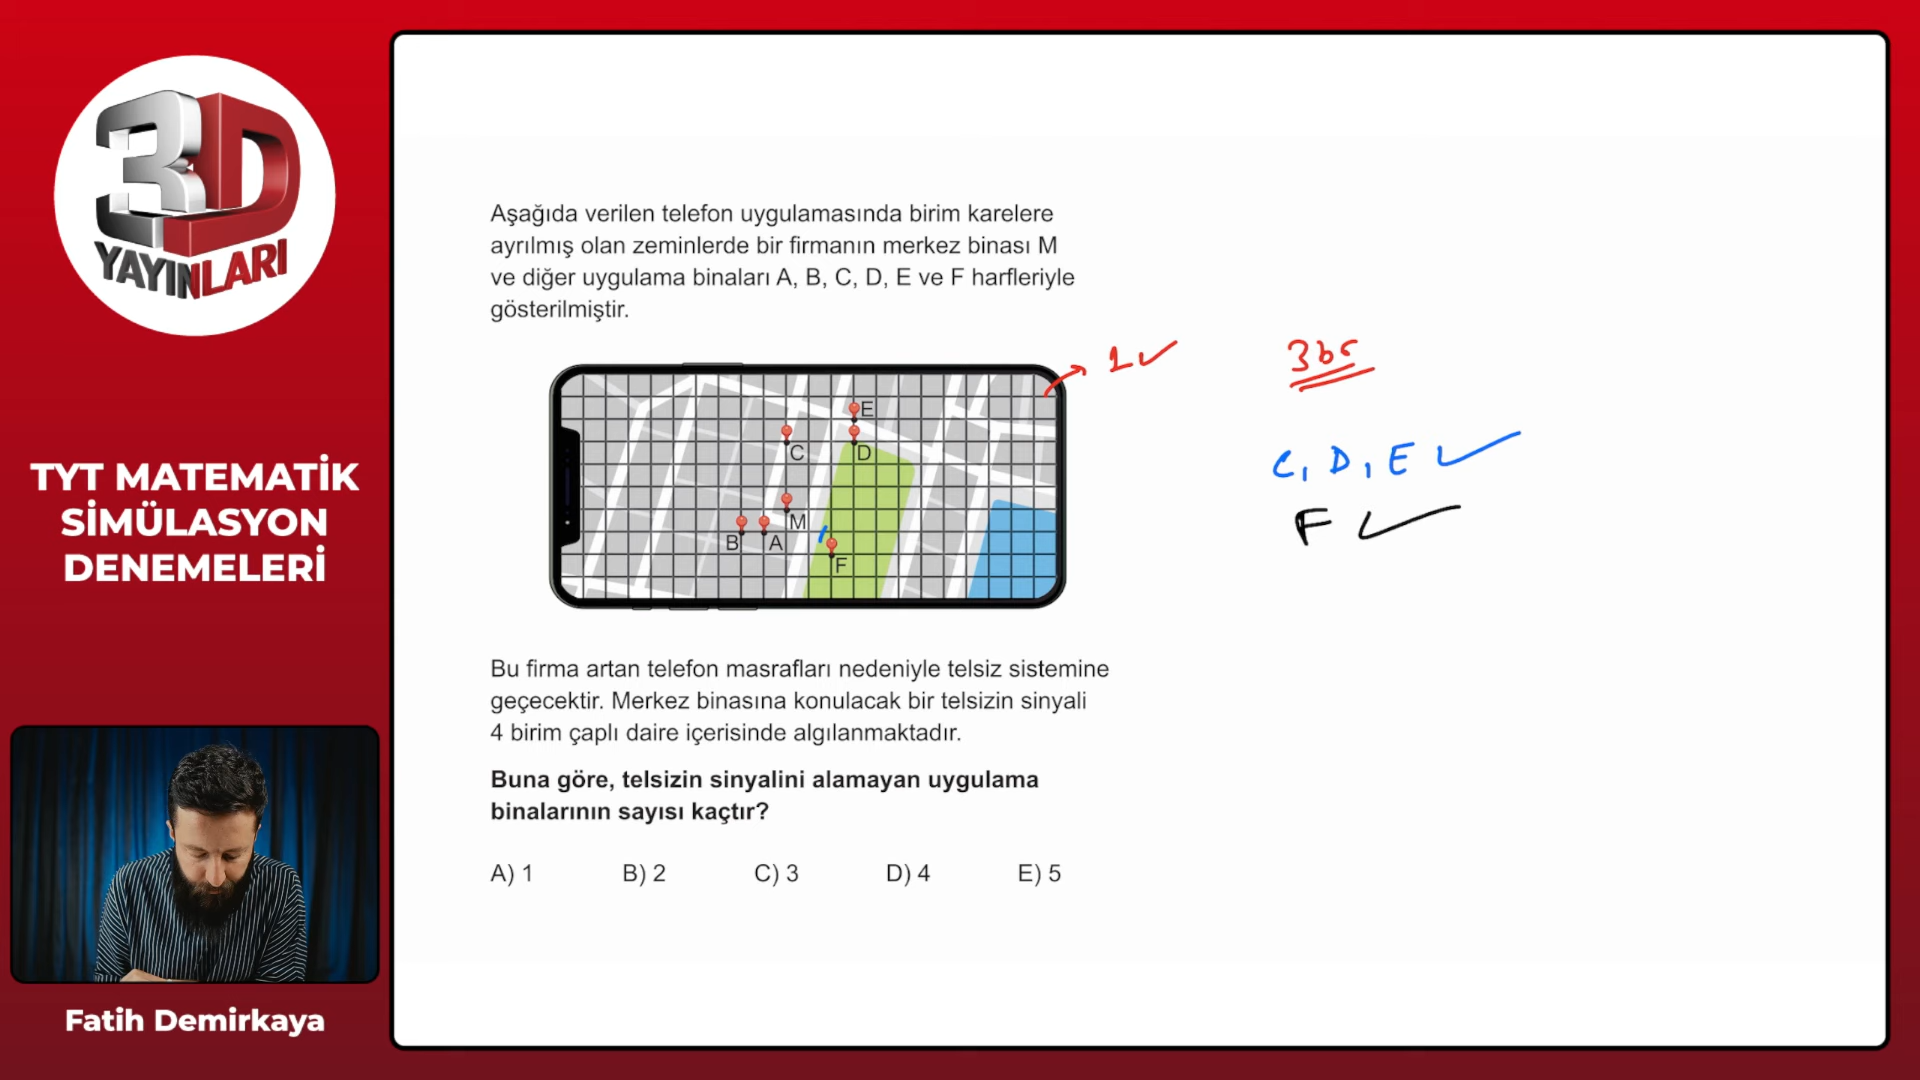 3D
YAYINLARI
TYT MATEMATİK
SİMÜLASYON
DENEMELERİ
Fatih Demirkaya
Aşağıda verilen telefon uygulamasında birim karelere
ayrılmış olan zeminlerde bir firmanın merkez binası M
ve diğer uygulama binaları A, B, C, D, E ve F harfleriyle
gösterilmiştir.
1
3br
E
C
D
M
B
A
F
C, D, E
F
Bu firma artan telefon masrafları nedeniyle telsiz sistemine
geçecektir. Merkez binasına konulacak bir telsizin sinyali
4 birim çaplı daire içerisinde algılanmaktadır.
Buna göre, telsizin sinyalini alamayan uygulama
binalarının sayısı kaçtır?
A) 1 B) 2 C) 3 D) 4 E) 5